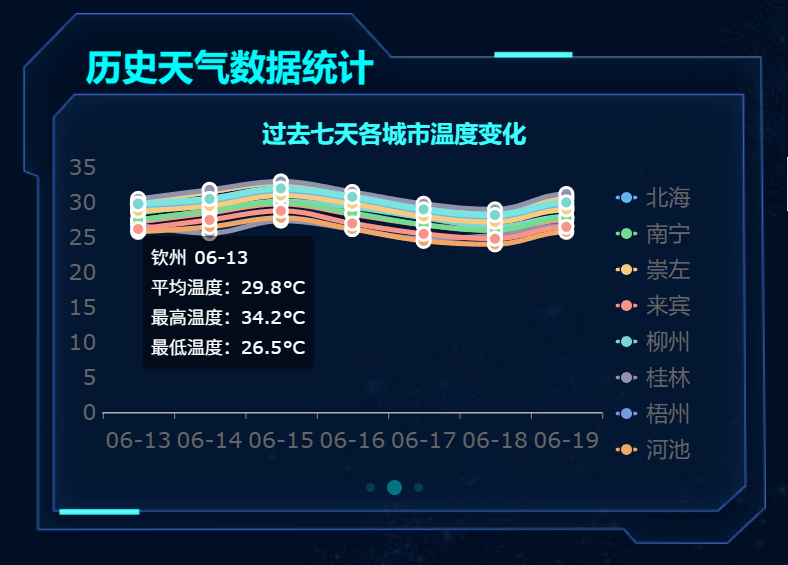 历史天气数据统计
过去七天各城市温度变化
35
30
25
20
15
10
5
0
钦州 06-13
平均温度：29.8°C
最高温度：34.2°C
最低温度：26.5°C
06-13 06-14 06-15 06-16 06-17 06-18 06-19
北海
南宁
崇左
来宾
柳州
桂林
梧州
河池